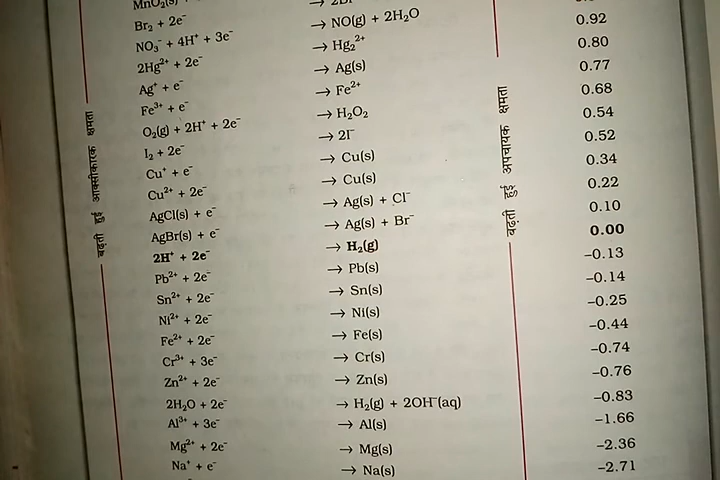 MnO₂(s) +
Br₂ + 2e⁻ → 2Br⁻
NO₃⁻ + 4H⁺ + 3e⁻ → NO(g) + 2H₂O
2Hg²⁺ + 2e⁻ → Hg₂²⁺ 0.92
Ag⁺ + e⁻ → Ag(s) 0.80
Fe³⁺ + e⁻ → Fe²⁺ 0.77
O₂(g) + 2H⁺ + 2e⁻ → H₂O₂ 0.68
I₂ + 2e⁻ → 2I⁻ 0.54
Cu⁺ + e⁻ → Cu(s) 0.52
Cu²⁺ + 2e⁻ → Cu(s) 0.34
AgCl(s) + e⁻ → Ag(s) + Cl⁻ 0.22
AgBr(s) + e⁻ → Ag(s) + Br⁻ 0.10
2H⁺ + 2e⁻ → H₂(g) 0.00
Pb²⁺ + 2e⁻ → Pb(s) –0.13
Sn²⁺ + 2e⁻ → Sn(s) –0.14
Ni²⁺ + 2e⁻ → Ni(s) –0.25
Fe²⁺ + 2e⁻ → Fe(s) –0.44
Cr³⁺ + 3e⁻ → Cr(s) –0.74
Zn²⁺ + 2e⁻ → Zn(s) –0.76
2H₂O + 2e⁻ → H₂(g) + 2OH⁻(aq) –0.83
Al³⁺ + 3e⁻ → Al(s) –1.66
Mg²⁺ + 2e⁻ → Mg(s) –2.36
Na⁺ + e⁻ → Na(s) –2.71
बढ़ती हुई आक्सीकारक क्षमता
बढ़ती हुई अपचायक क्षमता